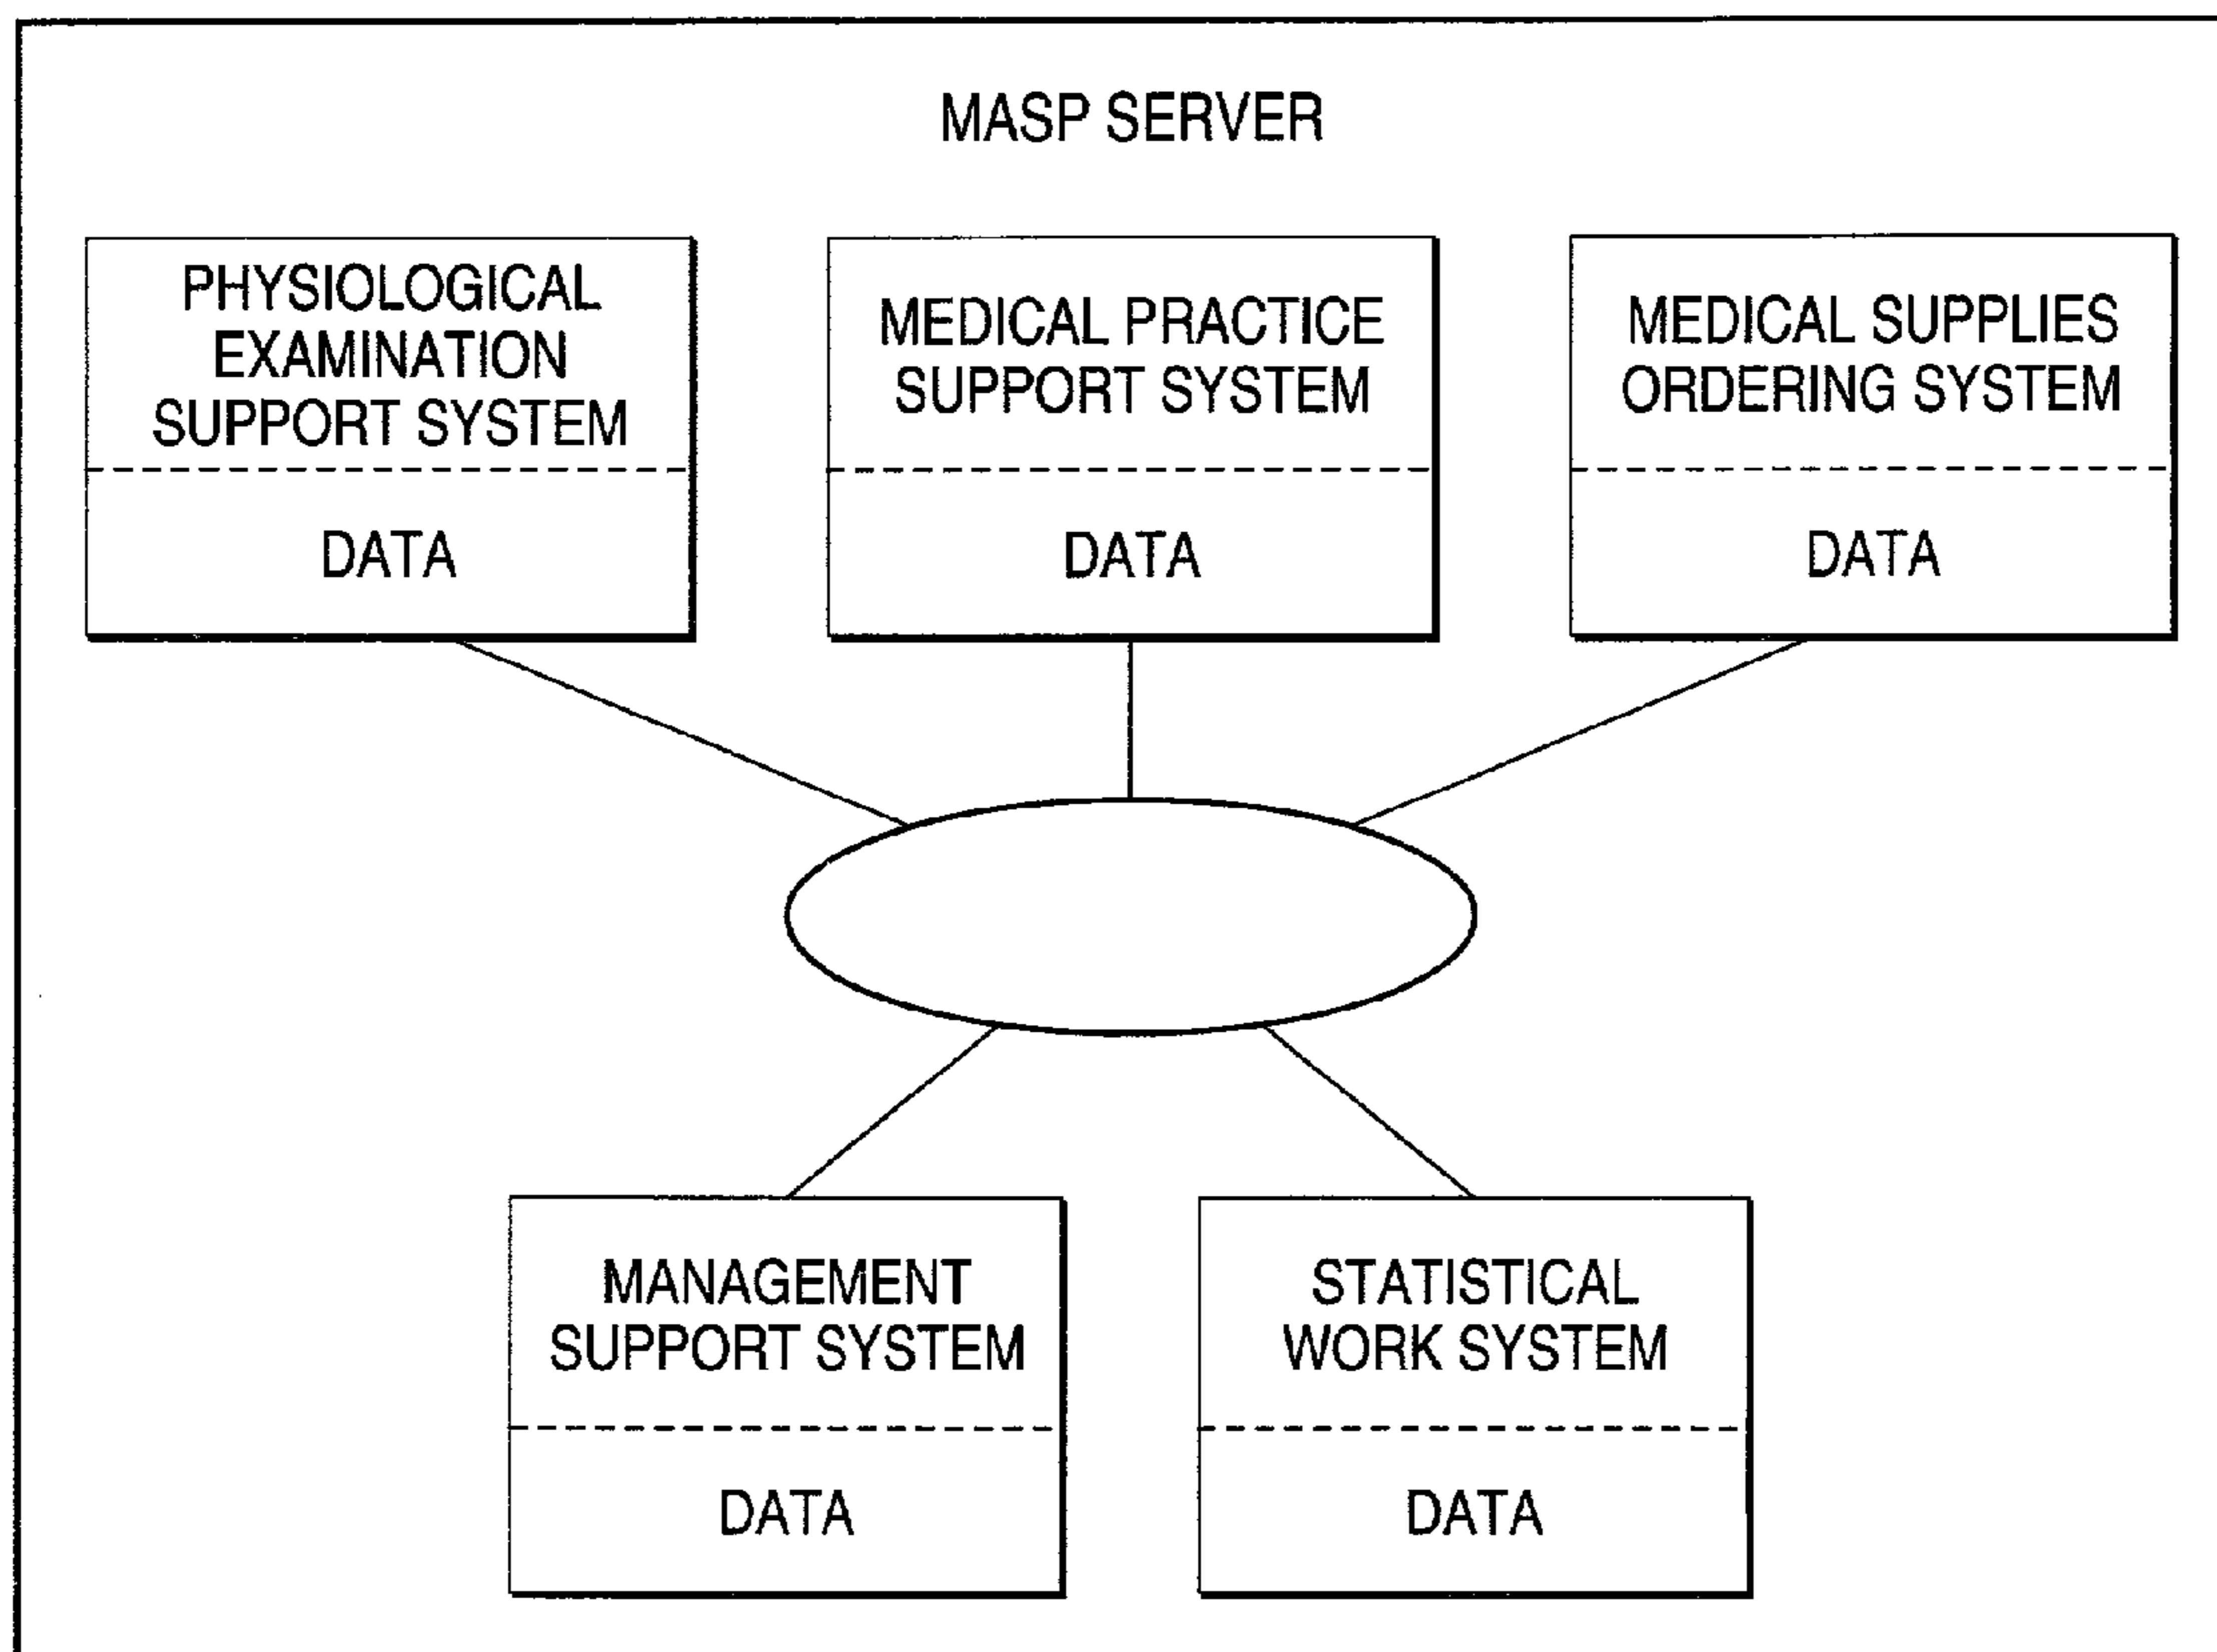 MASP SERVER
PHYSIOLOGICAL
EXAMINATION
SUPPORT SYSTEM
DATA
MEDICAL PRACTICE
SUPPORT SYSTEM
DATA
MEDICAL SUPPLIES
ORDERING SYSTEM
DATA
MANAGEMENT
SUPPORT SYSTEM
DATA
STATISTICAL
WORK SYSTEM
DATA